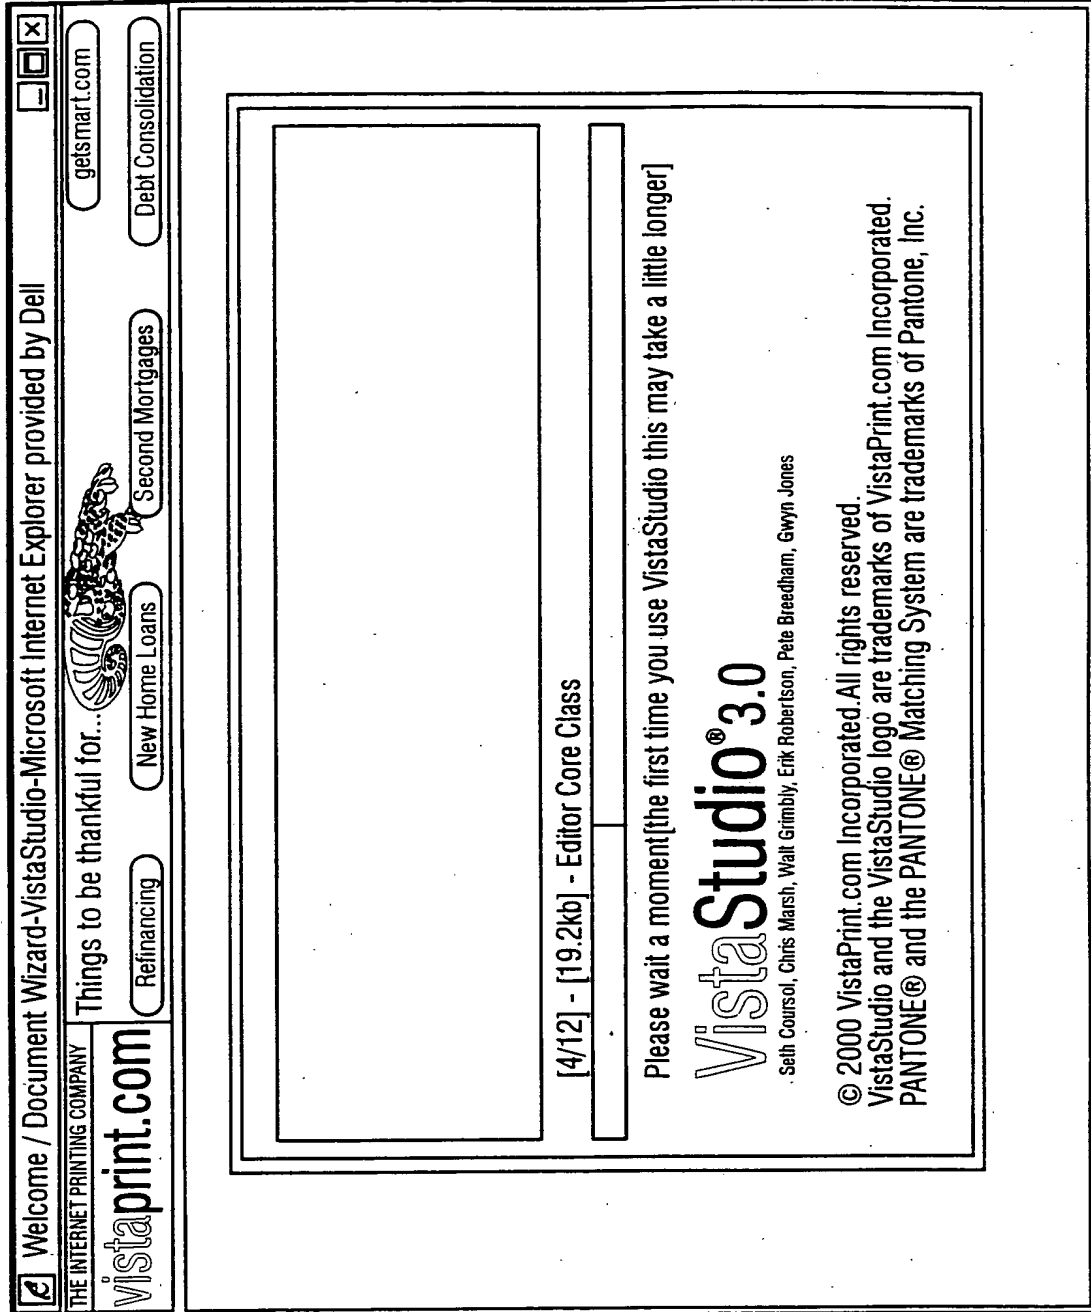 Welcome / Document Wizard-VistaStudio-Microsoft Internet Explorer provided by Dell
THE INTERNET PRINTING COMPANY
vistaprint.com
Things to be thankful for...
getsmart.com
Refinancing
New Home Loans
Second Mortgages
Debt Consolidation
[4/12] - [19.2kb] - Editor Core Class
Please wait a moment[the first time you use VistaStudio this may take a little longer]
VistaStudio® 3.0
Seth Coursol, Chris Marsh, Walt Grimbly, Erik Robertson, Pete Breedham, Gwyn Jones
© 2000 VistaPrint.com Incorporated.All rights reserved.
VistaStudio and the VistaStudio logo are trademarks of VistaPrint.com Incorporated.
PANTONE® and the PANTONE® Matching System are trademarks of Pantone, Inc.